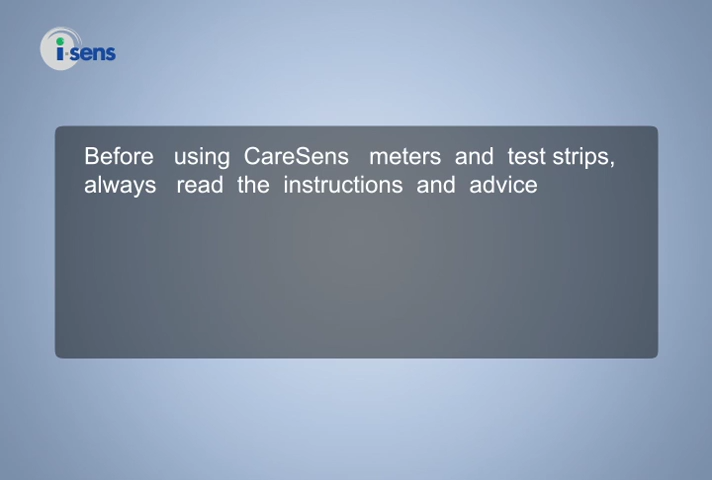 i-sens
Before using CareSens meters and test strips,
always read the instructions and advice